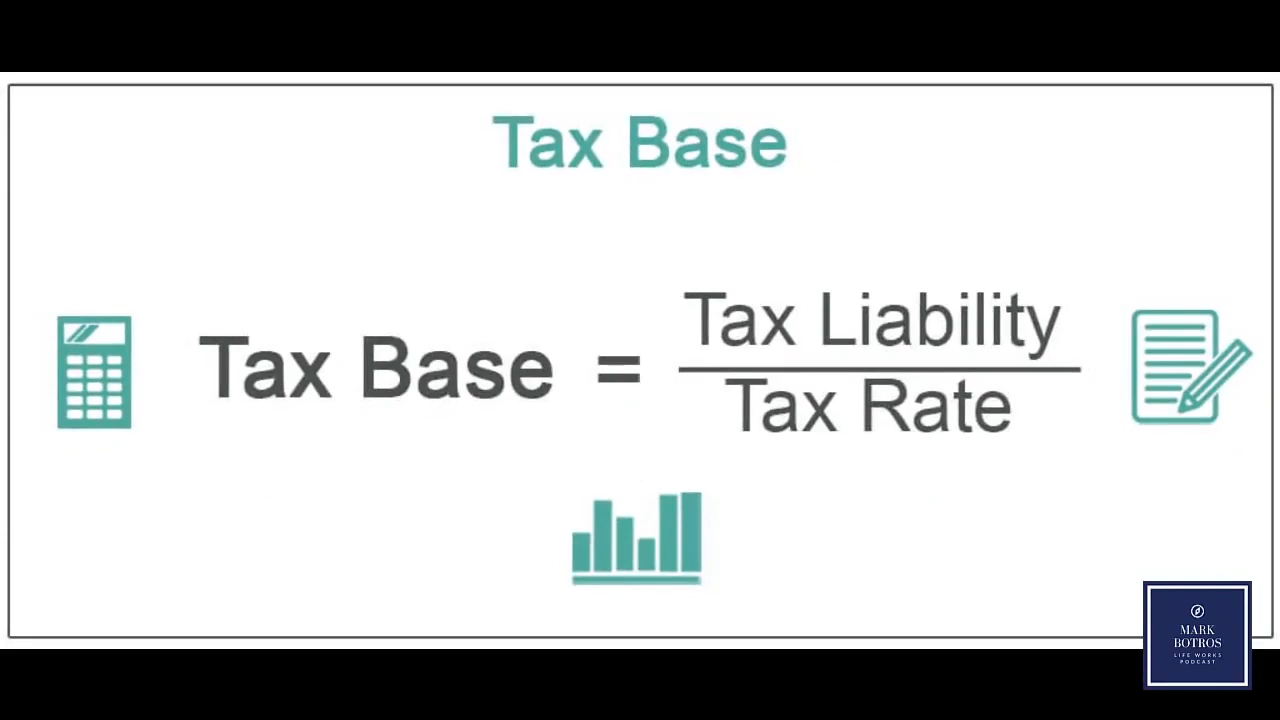 Tax Base
Tax Base = Tax Liability
Tax Rate
MARK
BOTROS
LIFE WORKS
PODCAST